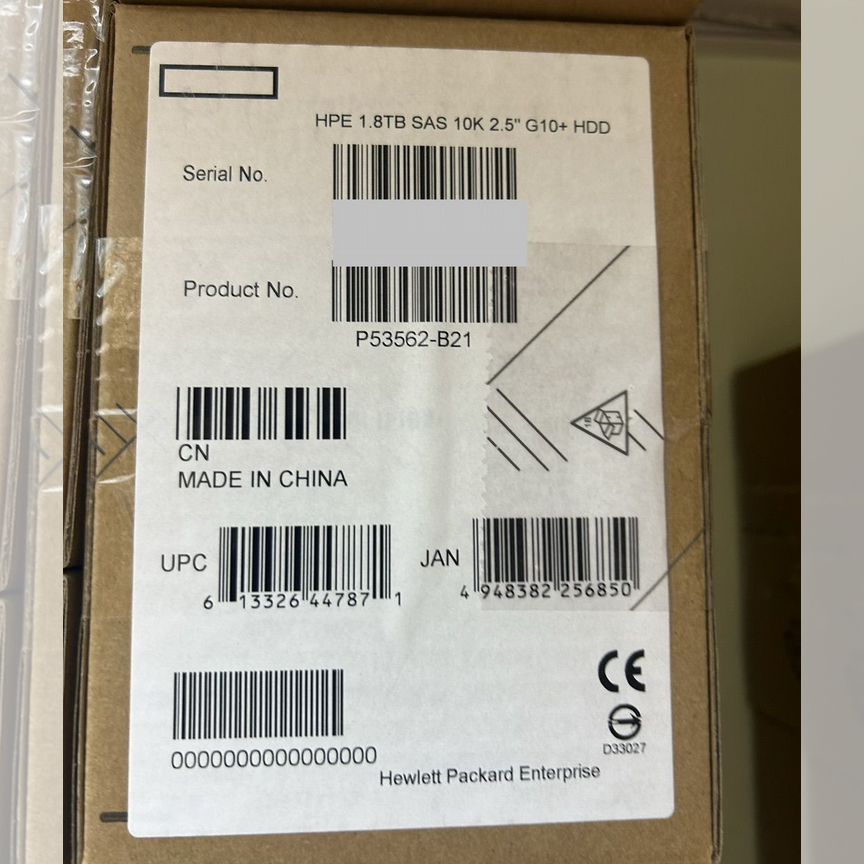 HPE 1.8TB SAS 10K 2.5" G10+ HDD
Serial No.
Product No.
P53562-B21
CN
MADE IN CHINA
UPC
6 13326 44787 1
JAN
4 948382 256850
CE
D33027
0000000000000000
Hewlett Packard Enterprise